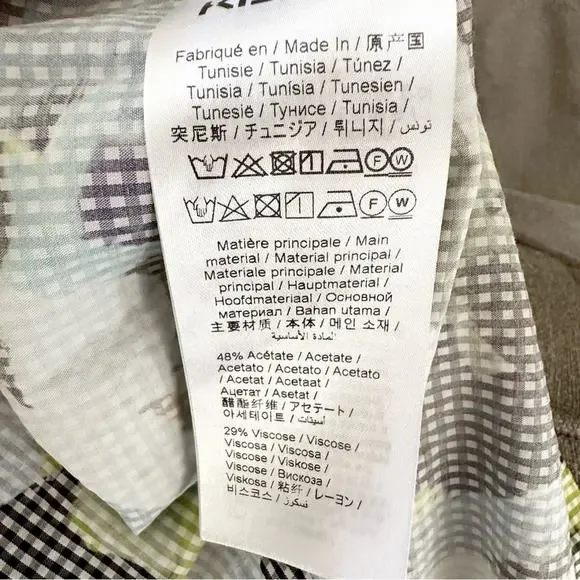 Fabriqué en / Made In / 原产国
Tunisie / Tunisia / Túnez /
Tunisia / Tunísia / Tunesien /
Tunesië / Тунисе / Tunisia /
突尼斯 / チュニジア / 튀니지 / تونس
F W
F W
Matière principale / Main
material / Material principal /
Materiale principale / Material
principal / Hauptmaterial /
Hoofdmateriaal / Основной
материал / Bahan utama /
主要材质 / 本体 / 메인 소재 /
المادة الأساسية
48% Acétate / Acetate /
Acetato / Acetato / Acetato
/ Acetat / Acetaat /
Ацетат / Asetat /
醋酯纤维 / アセテート /
아세테이트 / أسيتات
29% Viscose / Viscose /
Viscosa / Viscosa /
Viscose / Viskose /
Viscose / Вискоза /
Viskosa / 粘纤 / レーヨン /
비스코스 / فسكوز